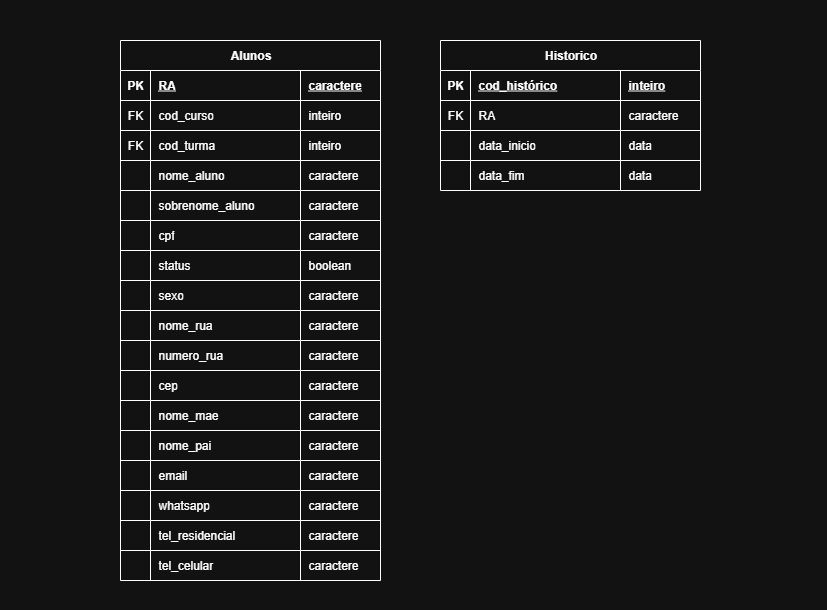 Alunos
PK RA caractere
FK cod_curso inteiro
FK cod_turma inteiro
nome_aluno caractere
sobrenome_aluno caractere
cpf caractere
status boolean
sexo caractere
nome_rua caractere
numero_rua caractere
cep caractere
nome_mae caractere
nome_pai caractere
email caractere
whatsapp caractere
tel_residencial caractere
tel_celular caractere
Historico
PK cod_histórico inteiro
FK RA caractere
data_inicio data
data_fim data